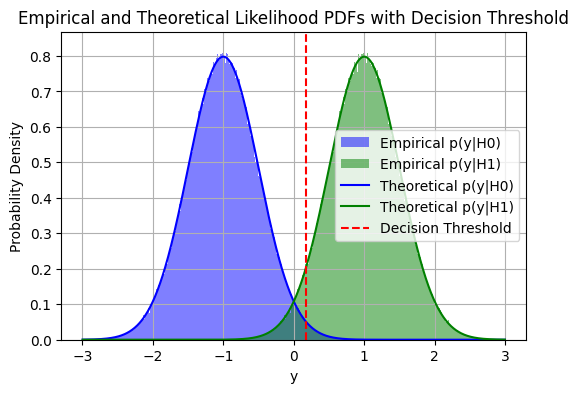 Empirical and Theoretical Likelihood PDFs with Decision Threshold
Probability Density
0.8
0.7
0.6
0.5
0.4
0.3
0.2
0.1
0.0
Empirical p(y|H0)
Empirical p(y|H1)
Theoretical p(y|H0)
Theoretical p(y|H1)
Decision Threshold
−3 −2 −1 0 1 2 3
y